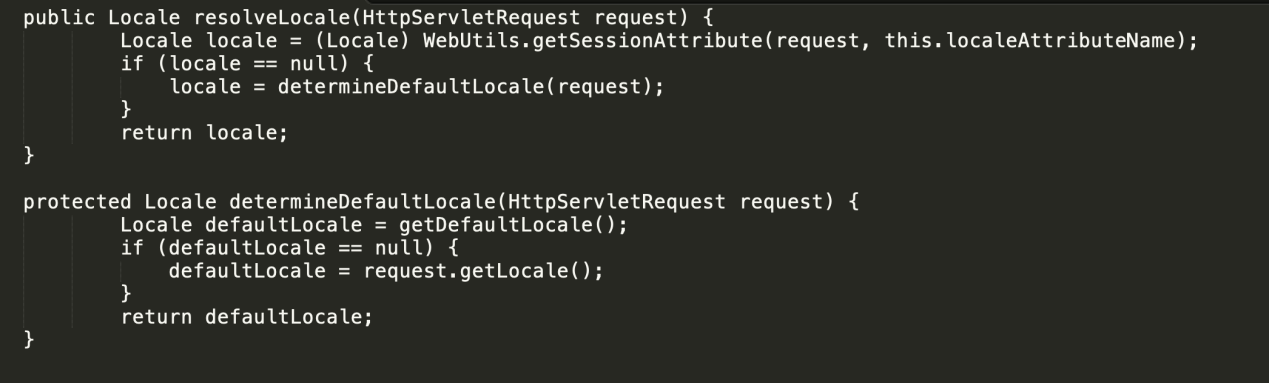 public Locale resolveLocale(HttpServletRequest request) {
        Locale locale = (Locale) WebUtils.getSessionAttribute(request, this.localeAttributeName);
        if (locale == null) {
            locale = determineDefaultLocale(request);
        }
        return locale;
}

protected Locale determineDefaultLocale(HttpServletRequest request) {
        Locale defaultLocale = getDefaultLocale();
        if (defaultLocale == null) {
            defaultLocale = request.getLocale();
        }
        return defaultLocale;
}